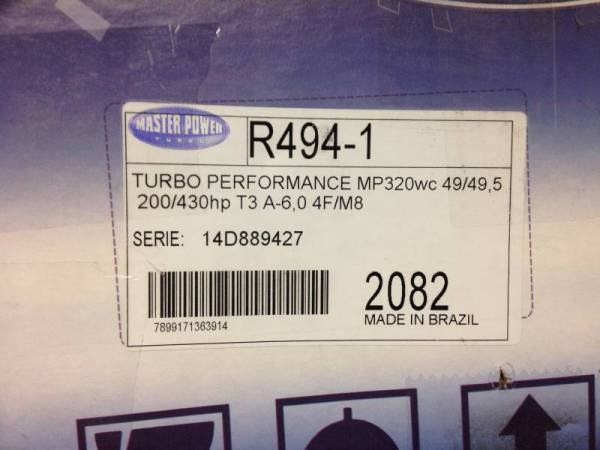 MASTER POWER
TURBO
R494-1
TURBO PERFORMANCE MP320wc 49/49,5
200/430hp T3 A-6,0 4F/M8
SERIE: 14D889427
2082
MADE IN BRAZIL
7899171363914